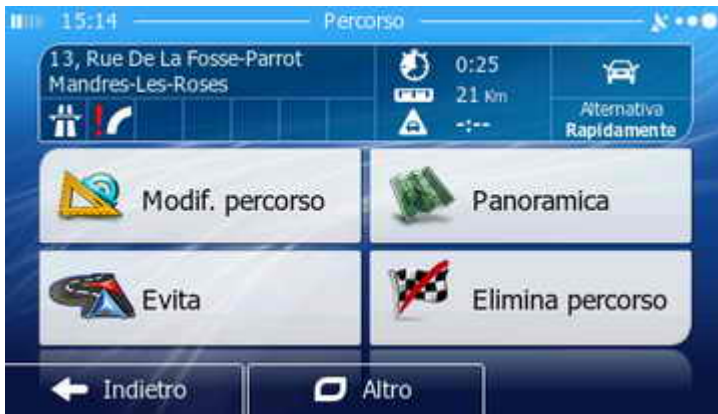 15:14
Percorso
13, Rue De La Fosse-Parrot
Mandres-Les-Roses
0:25
21 Km
-:--
Alternativa
Rapidamente
Modif. percorso
Panoramica
Evita
Elimina percorso
Indietro
Altro